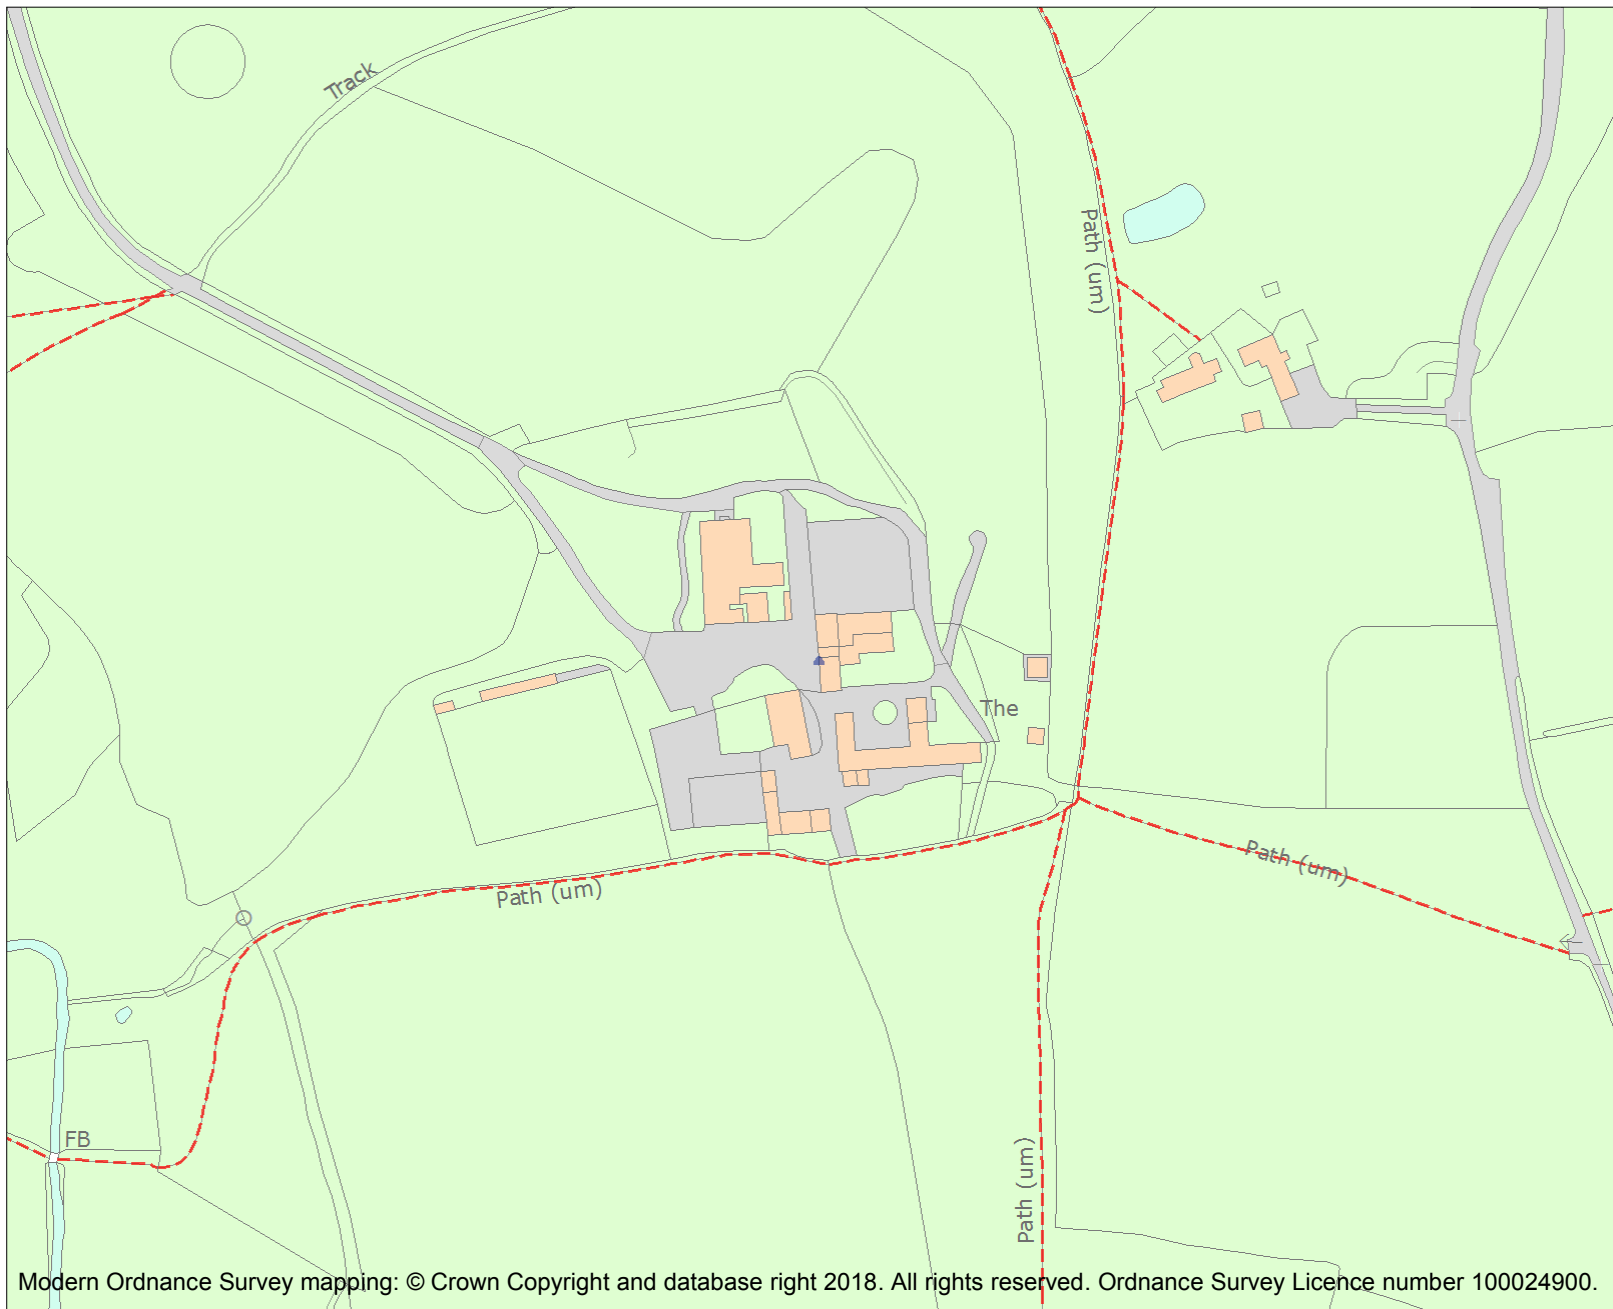 Track
Path (um)
The
Path (um)
Path (um)
FB
Path (um)
Modern Ordnance Survey mapping: © Crown Copyright and database right 2018. All rights reserved. Ordnance Survey Licence number 100024900.